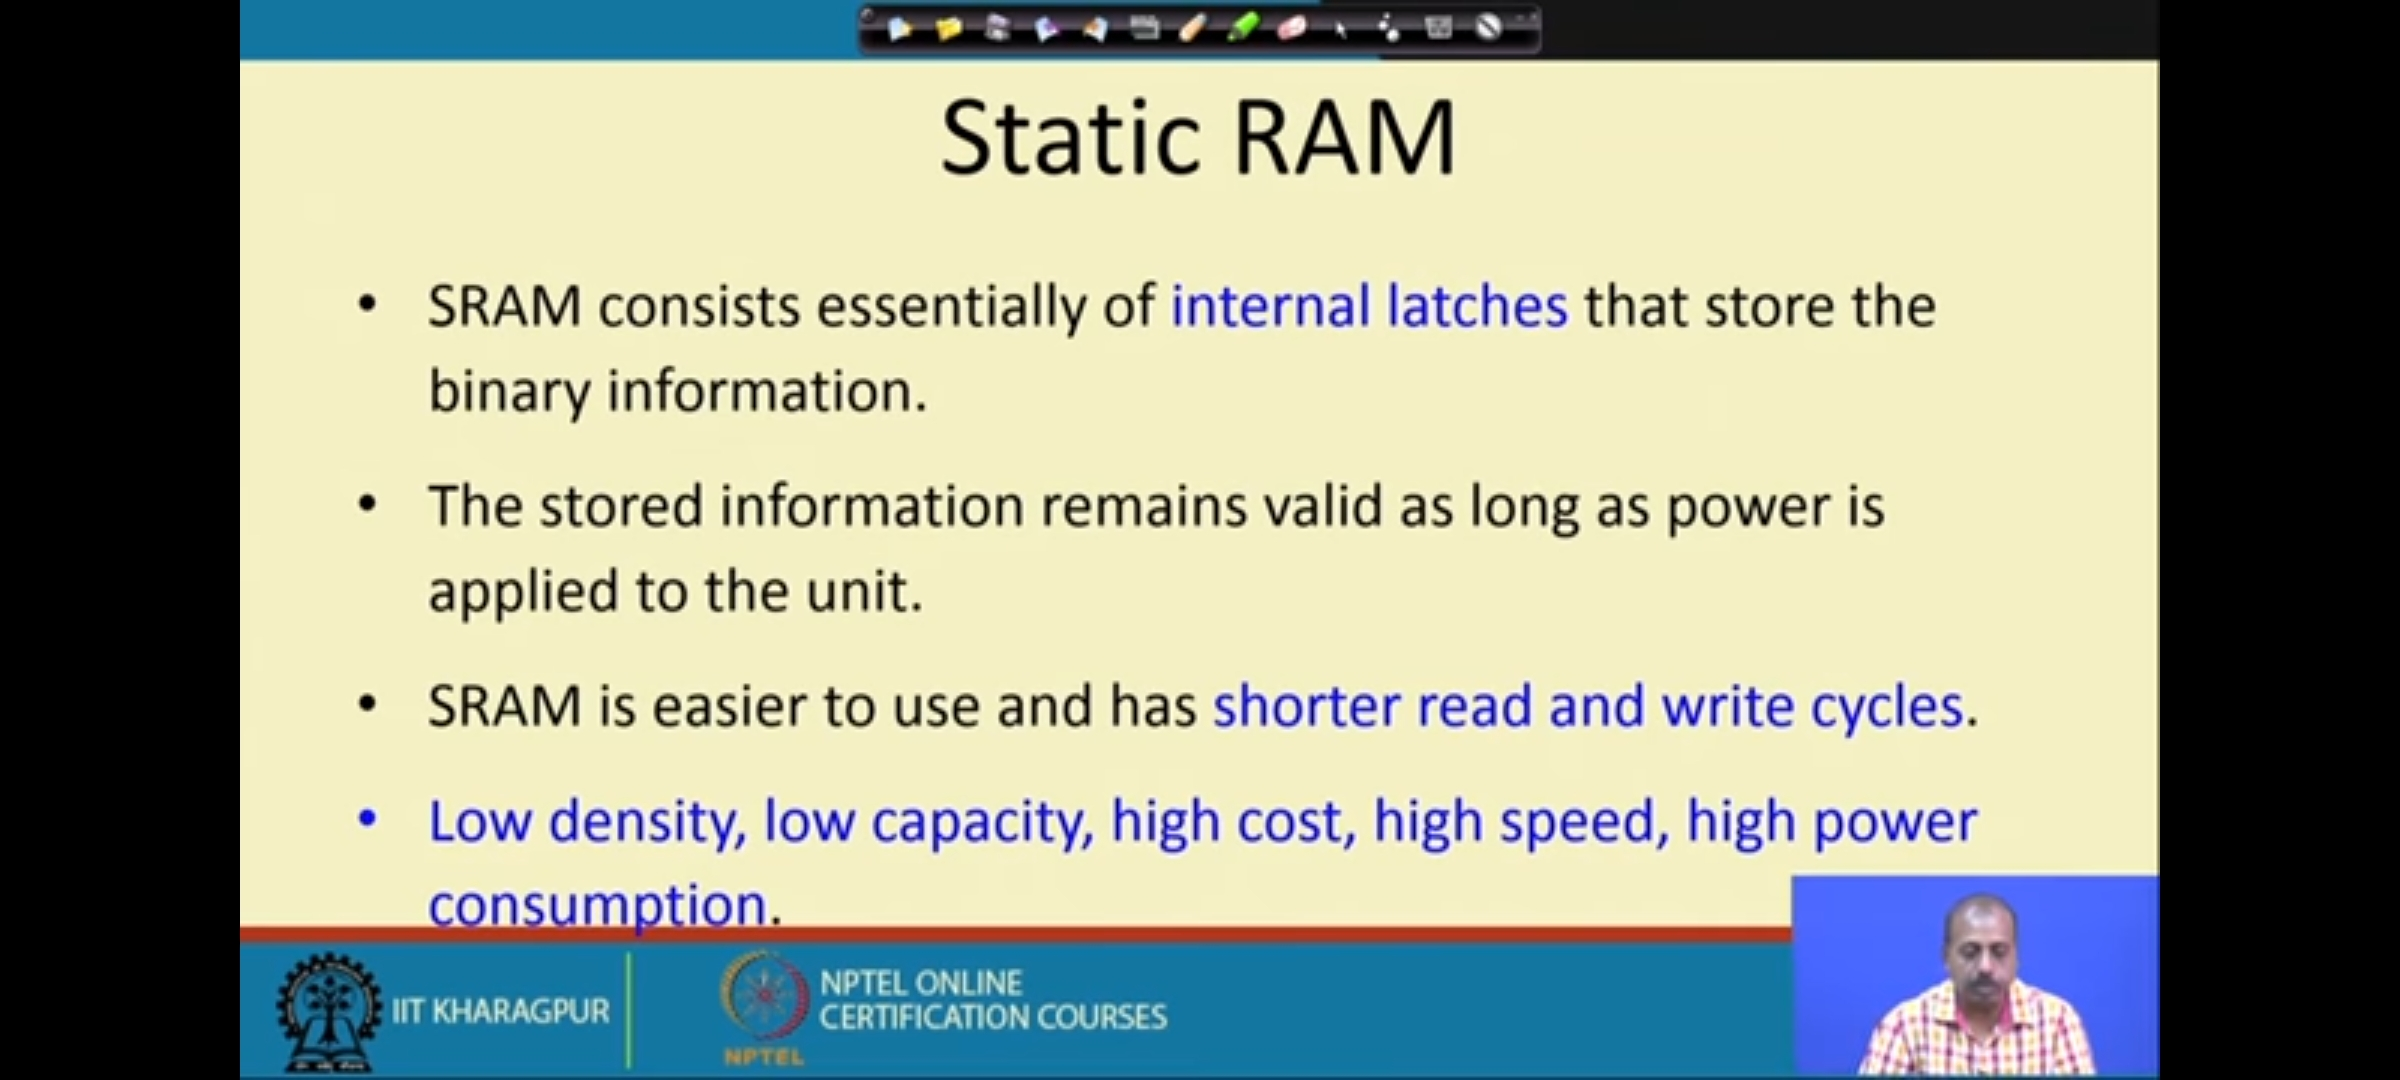 Static RAM
• SRAM consists essentially of internal latches that store the
binary information.
• The stored information remains valid as long as power is
applied to the unit.
• SRAM is easier to use and has shorter read and write cycles.
• Low density, low capacity, high cost, high speed, high power
consumption.
IIT KHARAGPUR
NPTEL ONLINE
CERTIFICATION COURSES
NPTEL